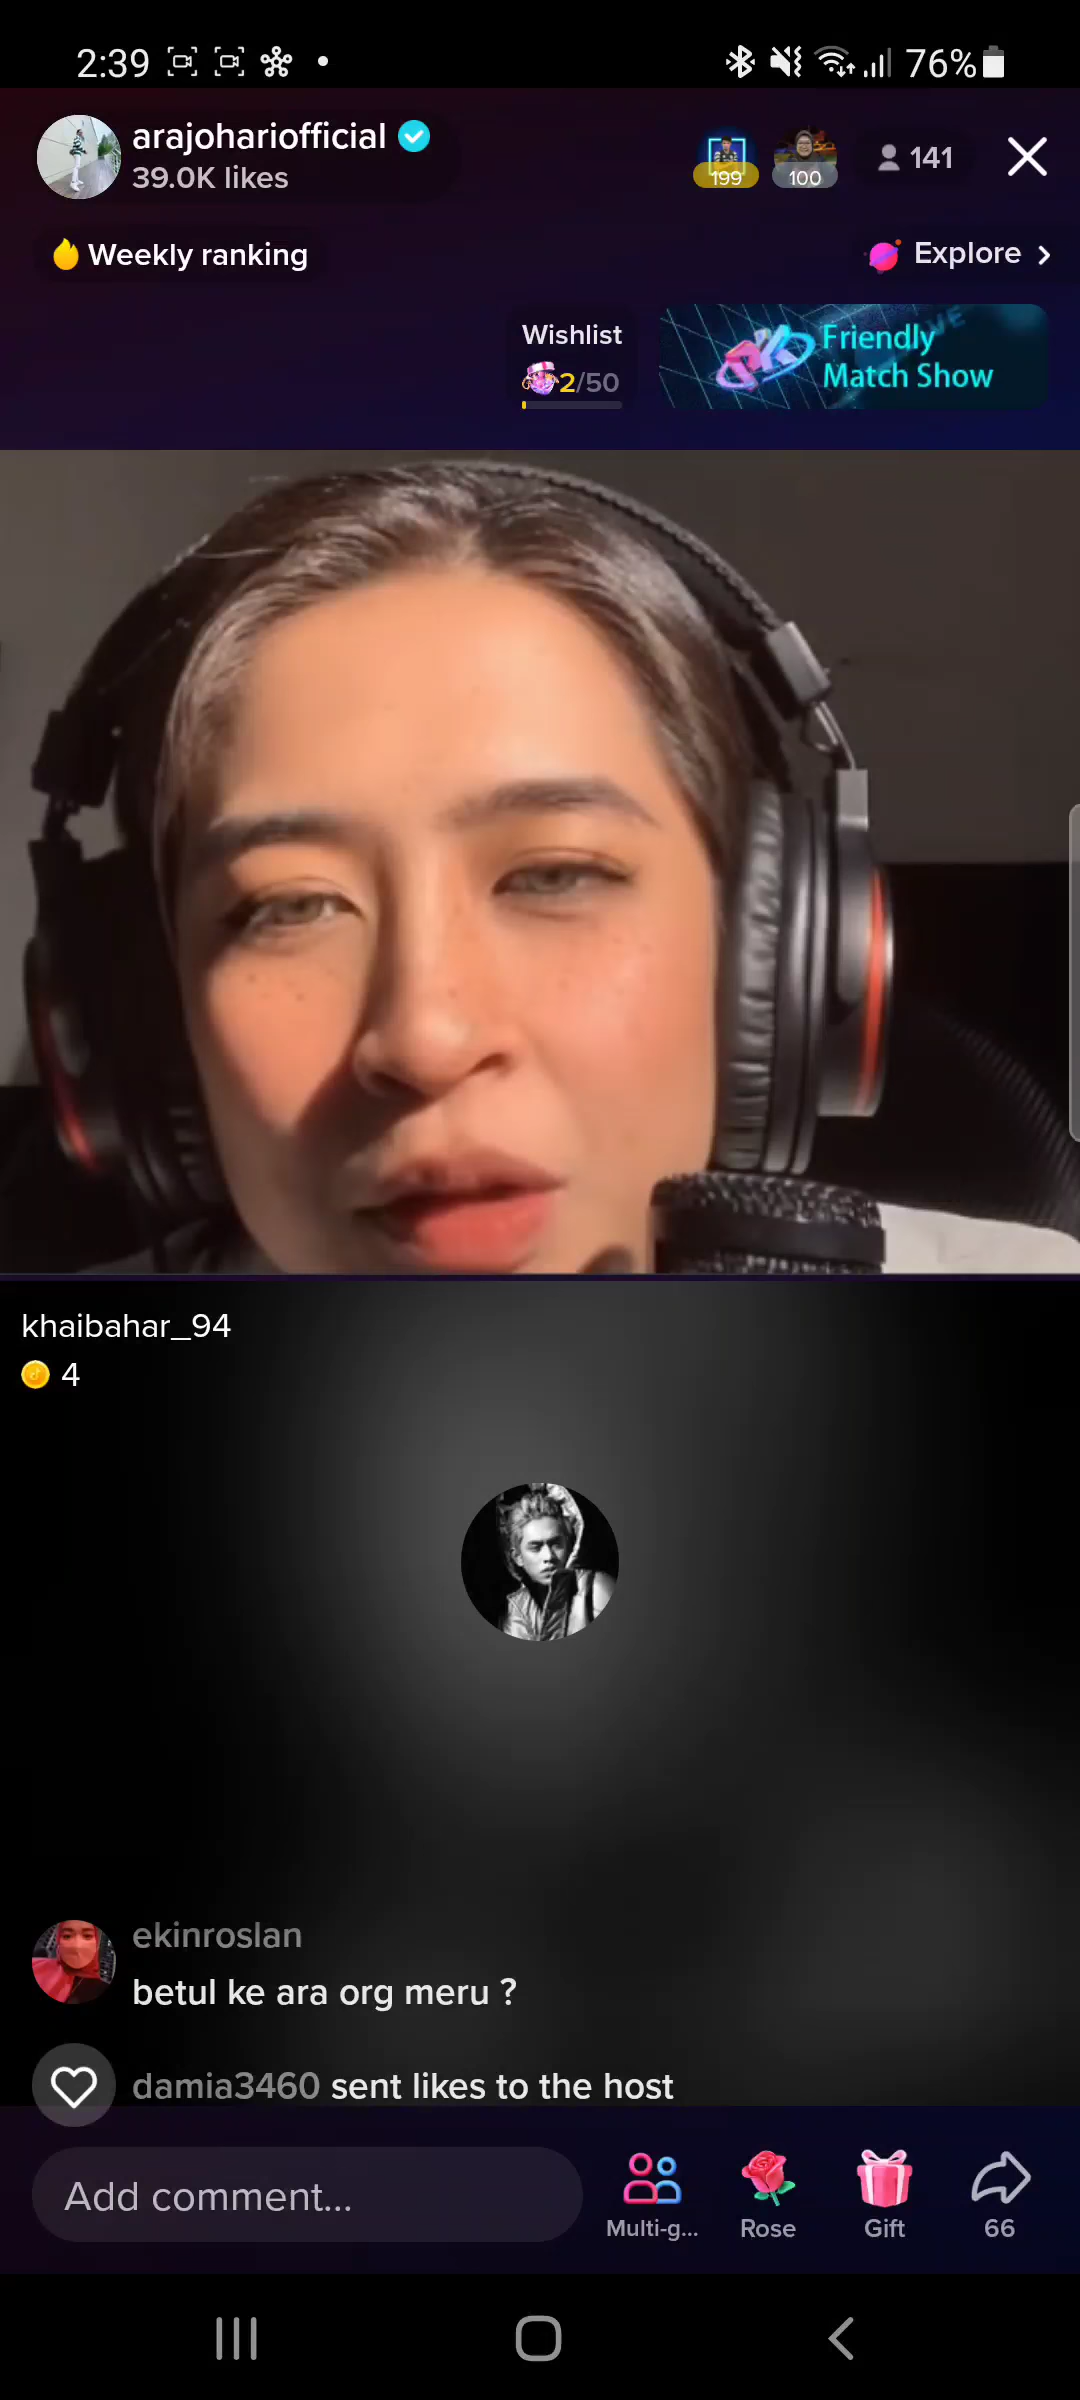 2:39
76%
arajohariofficial
39.0K likes
199
100
141
Weekly ranking
Explore
Wishlist
2/50
Friendly
Match Show
khaibahar_94
4
ekinroslan
betul ke ara org meru ?
damia3460 sent likes to the host
Add comment...
Multi-g...
Rose
Gift
66